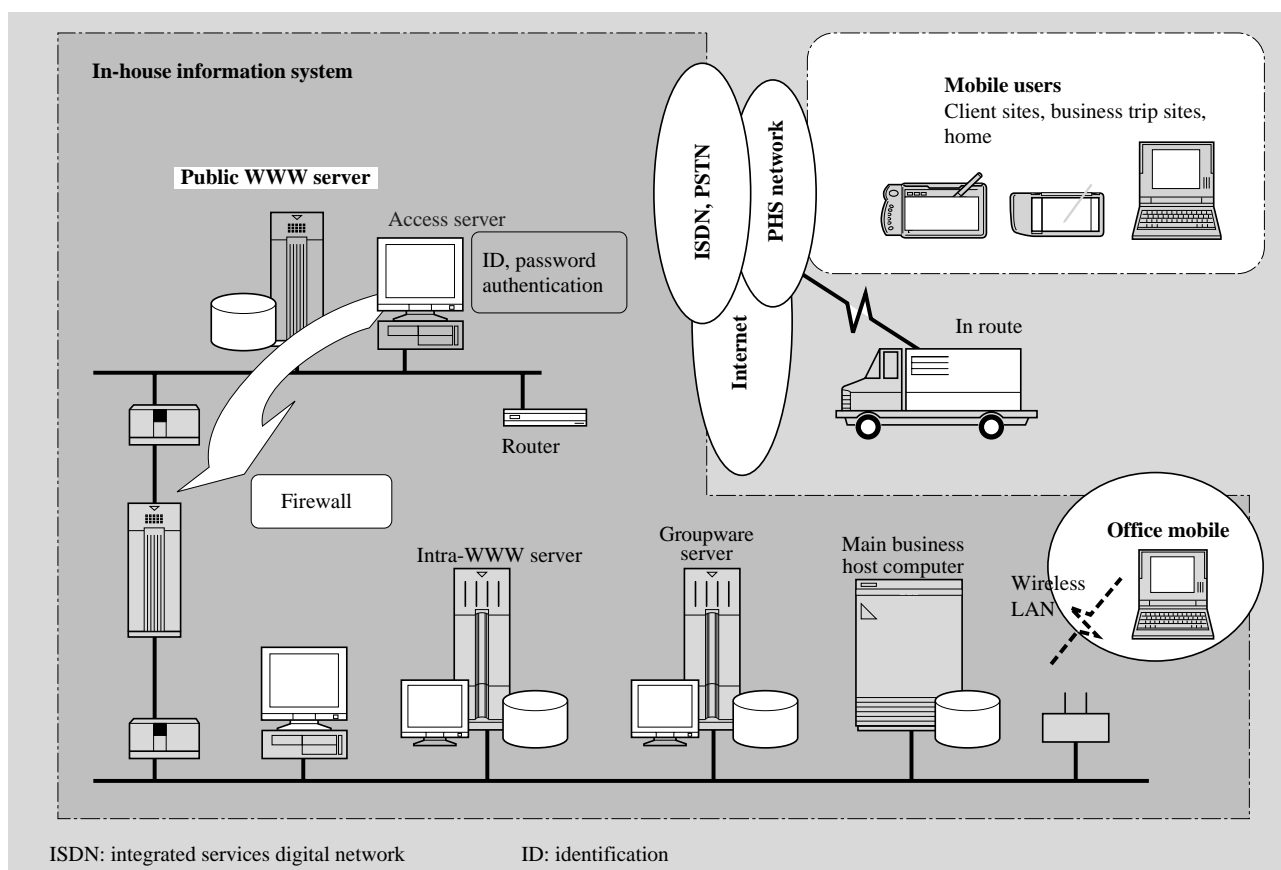 In-house information system
Mobile users
Client sites, business trip sites,
home
Public WWW server
ISDN, PSTN
PHS network
Access server
ID, password
authentication
Internet
In route
Router
Firewall
Office mobile
Groupware
server
Main business
host computer
Intra-WWW server
Wireless
LAN
ISDN: integrated services digital network
ID: identification